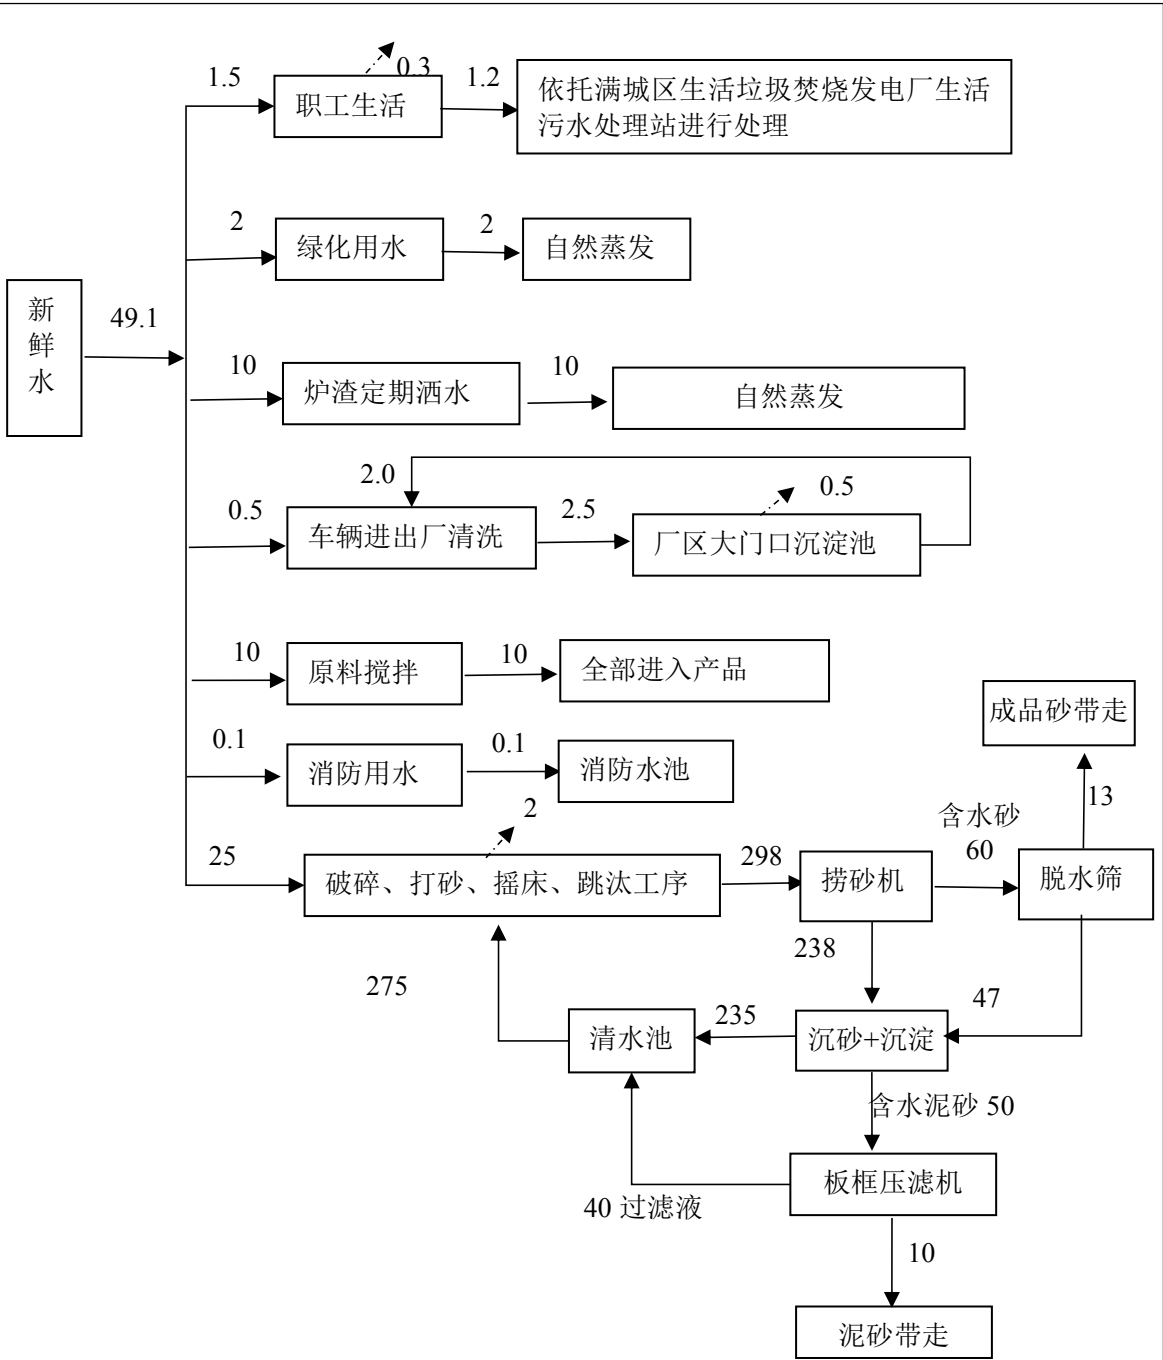 0.3
1.5
1.2
职工生活
依托满城区生活垃圾焚烧发电厂生活
污水处理站进行处理
2
2
绿化用水
自然蒸发
新
鲜
水
49.1
10
10
炉渣定期洒水
自然蒸发
2.0
0.5
0.5
2.5
车辆进出厂清洗
厂区大门口沉淀池
10
10
原料搅拌
全部进入产品
成品砂带走
0.1
0.1
消防用水
消防水池
13
2
含水砂
60
25
298
破碎、打砂、摇床、跳汰工序
捞砂机
脱水筛
238
275
47
235
清水池
沉砂+沉淀
含水泥砂 50
板框压滤机
40 过滤液
10
泥砂带走